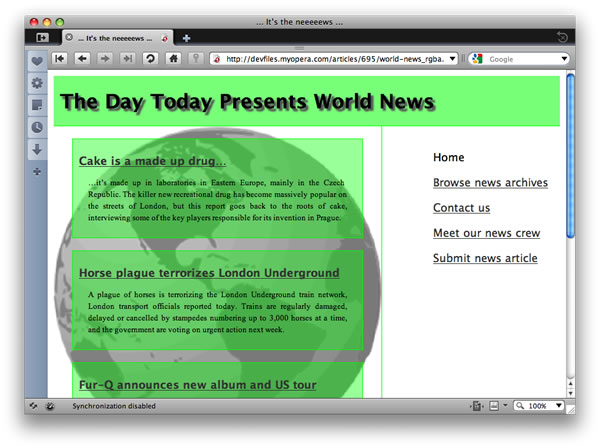 ... It's the neeeeews ...
... It's the neeeeews ...
http://devfiles.myopera.com/articles/695/world-news_rgba.
Google
The Day Today Presents World News
Cake is a made up drug...
...it's made up in laboratories in Eastern Europe, mainly in the Czech
Republic. The killer new recreational drug has become massively popular on
the streets of London, but this report goes back to the roots of cake,
interviewing some of the key players responsible for its invention in Prague.
Horse plague terrorizes London Underground
A plague of horses is terrorizing the London Underground train network,
London transport officials reported today. Trains are regularly damaged,
delayed or cancelled by stampedes numbering up to 3,000 horses at a time,
and the government are voting on urgent action next week.
Fur-Q announces new album and US tour
Home
Browse news archives
Contact us
Meet our news crew
Submit news article
Synchronization disabled
100%